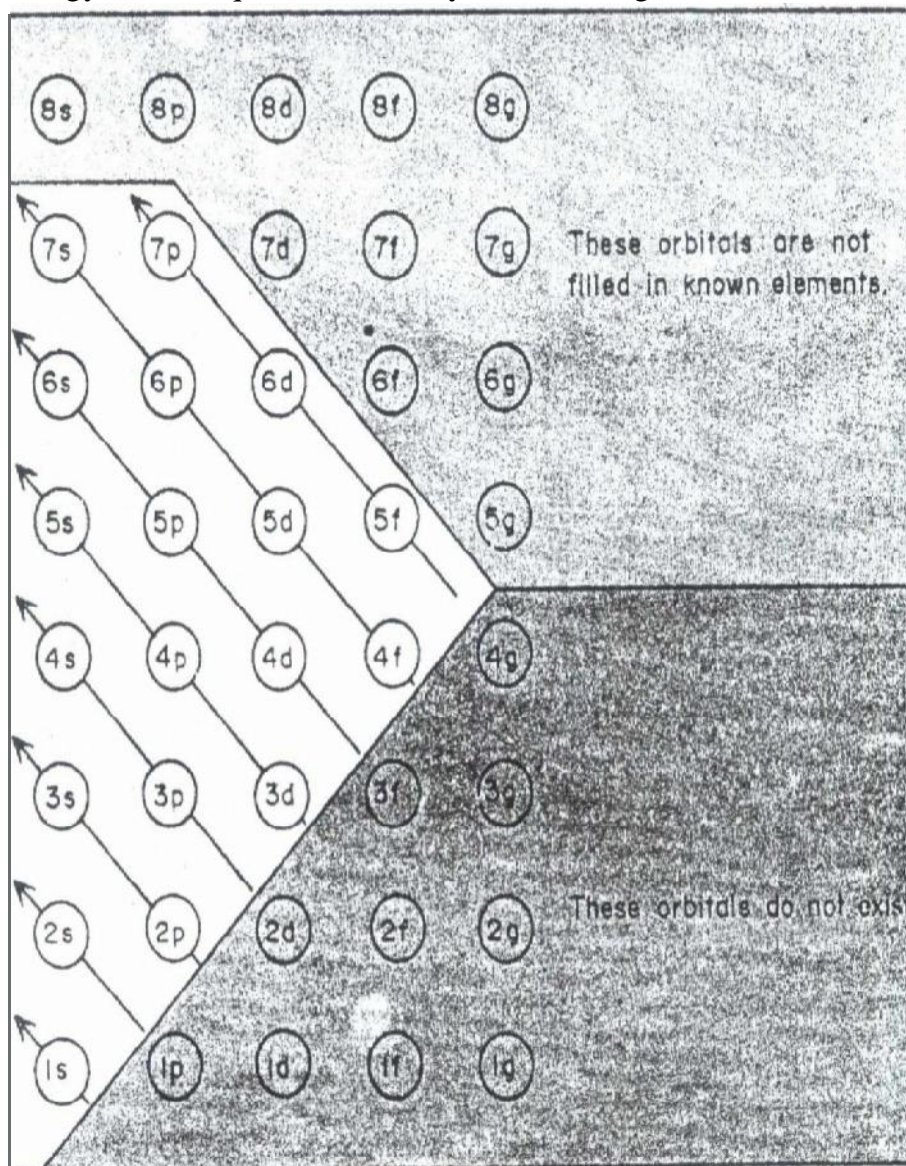 8s 8p 8d 8f 8g
7s 7p 7d 7f 7g
These orbitals are not
filled in known elements.
6s 6p 6d 6f 6g
5s 5p 5d 5f 5g
4s 4p 4d 4f 4g
3s 3p 3d 3f 3g
2s 2p 2d 2f 2g
These orbitals do not exis
1s 1p 1d 1f 1g